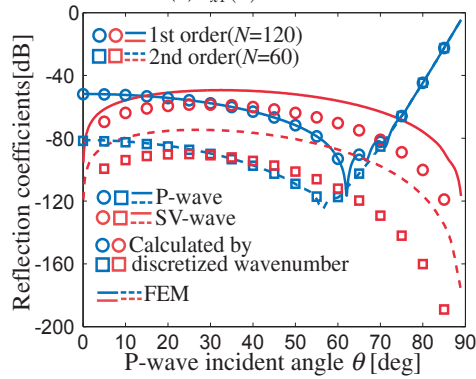 1st order(N=120)
2nd order(N=60)
P-wave
SV-wave
Calculated by
discretized wavenumber
FEM
Reflection coefficients[dB]
0
-40
-80
-120
-160
-200
0 10 20 30 40 50 60 70 80 90
P-wave incident angle θ [deg]